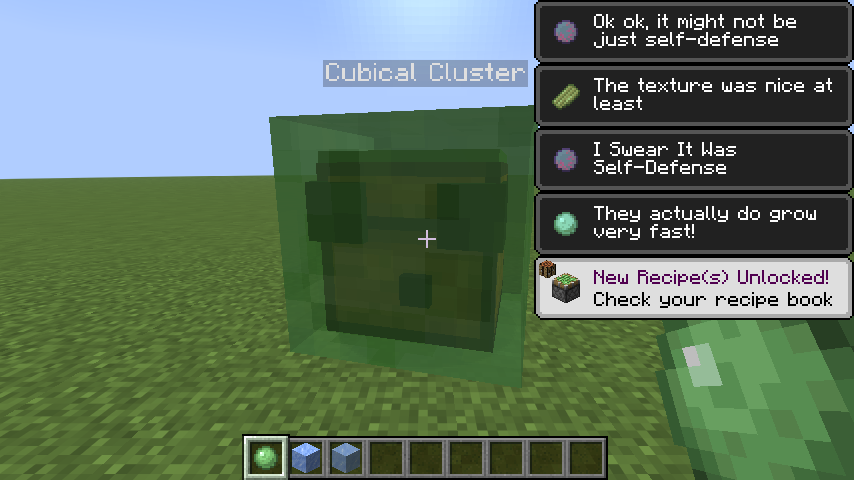 Cubical Cluster
Ok ok, it might not be
just self-defense
The texture was nice at
least
I Swear It Was
Self-Defense
They actually do grow
very fast!
New Recipe(s) Unlocked!
Check your recipe book